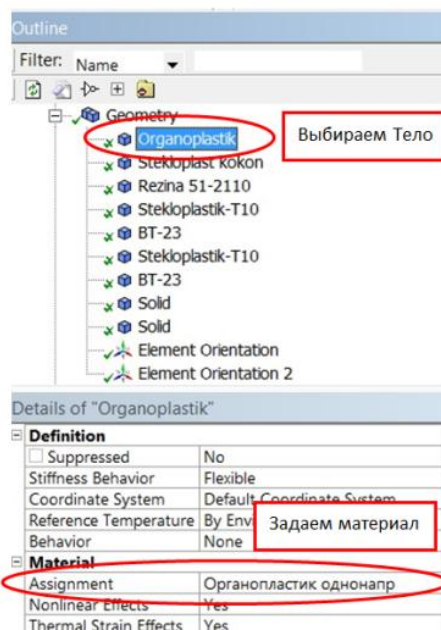 Outline
Filter: Name
Geometry
Organoplastik
Выбираем Тело
Stekloplast kokon
Rezina 51-2110
Stekloplastik-T10
BT-23
Stekloplastik-T10
BT-23
Solid
Solid
Element Orientation
Element Orientation 2
Details of "Organoplastik"
Definition
Suppressed No
Stiffness Behavior Flexible
Coordinate System Default Coordinate System
Reference Temperature By Envi
Задаем материал
Behavior None
Material
Assignment Органопластик однонапр
Nonlinear Effects Yes
Thermal Strain Effects Yes